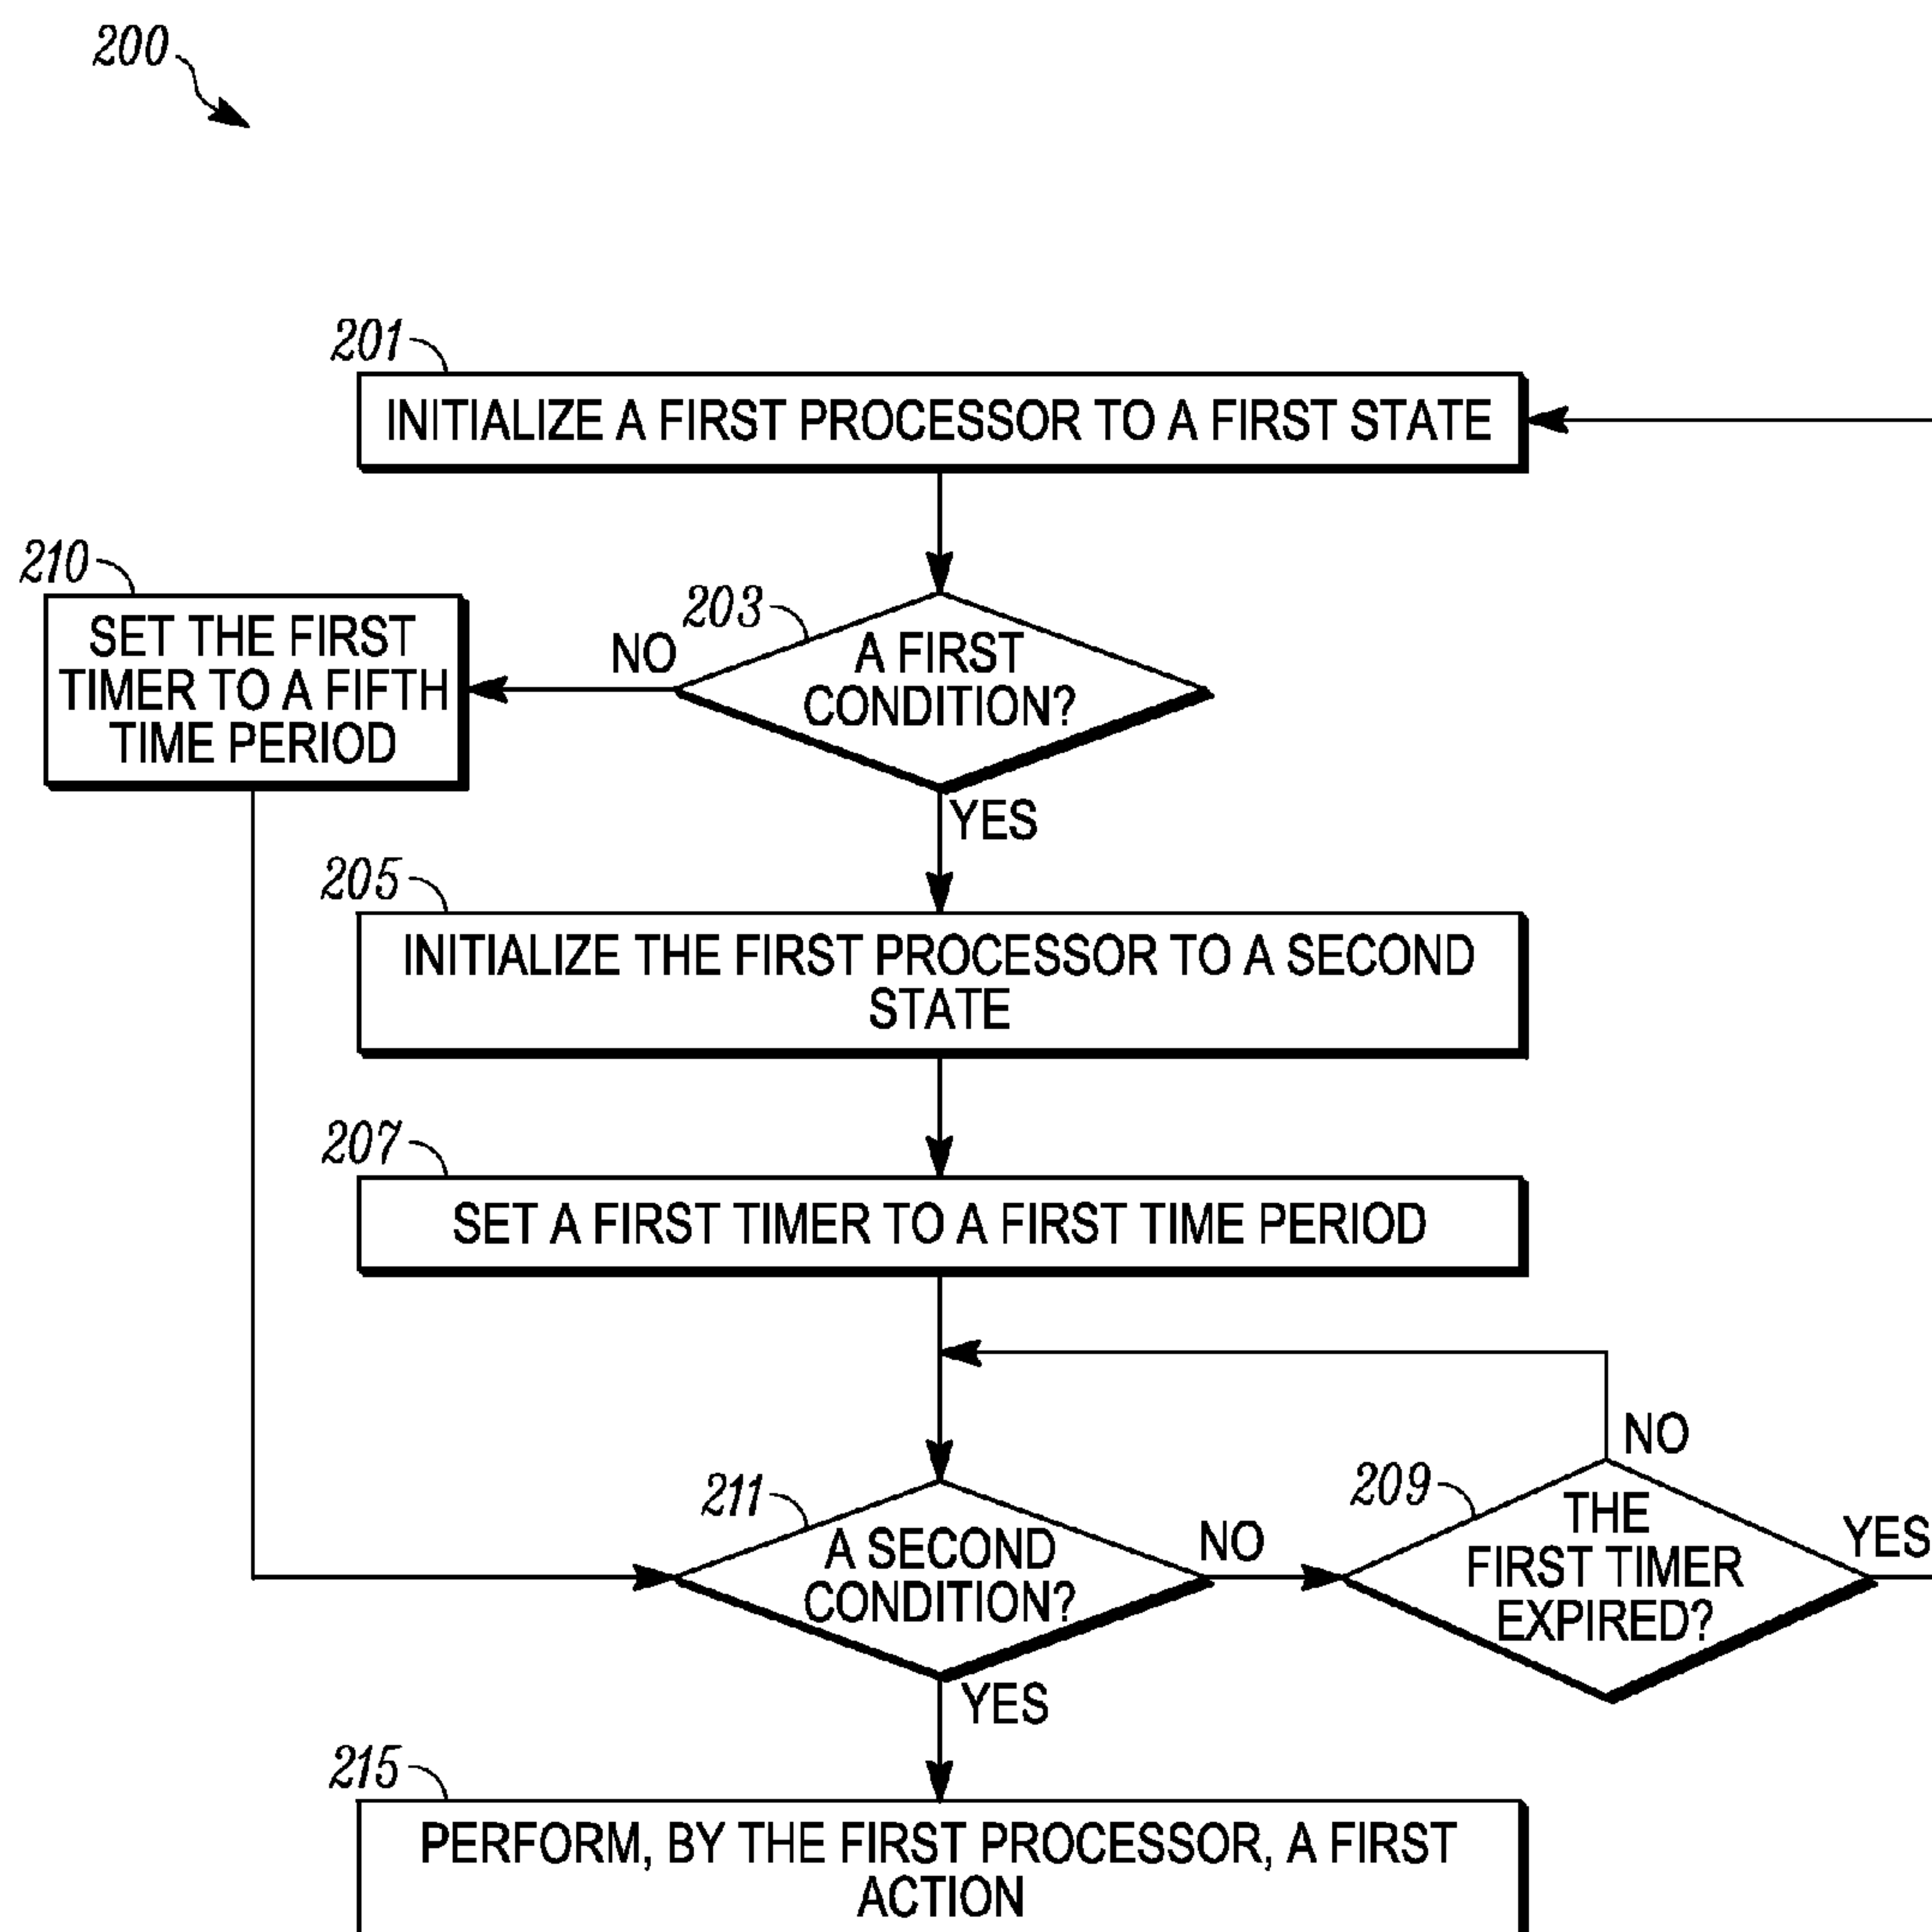 200
201
INITIALIZE A FIRST PROCESSOR TO A FIRST STATE
210
SET THE FIRST
TIMER TO A FIFTH
TIME PERIOD
NO
203
A FIRST
CONDITION?
YES
205
INITIALIZE THE FIRST PROCESSOR TO A SECOND
STATE
207
SET A FIRST TIMER TO A FIRST TIME PERIOD
211
A SECOND
CONDITION?
NO
209
THE
FIRST TIMER
EXPIRED?
NO
YES
YES
215
PERFORM, BY THE FIRST PROCESSOR, A FIRST
ACTION